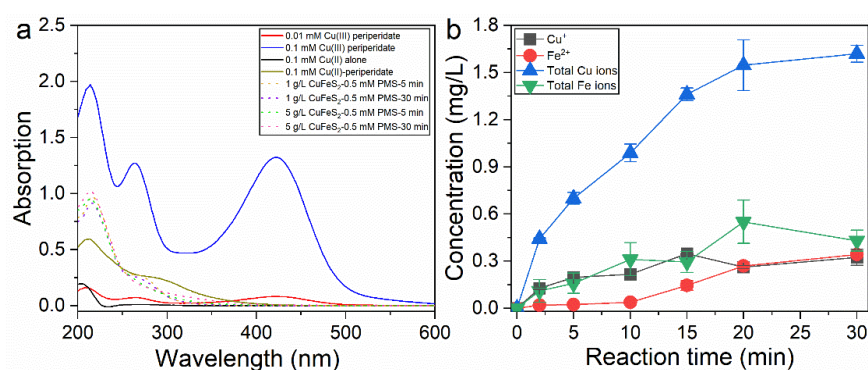 a
0.01 mM Cu(III) periperidate
0.1 mM Cu(III) periperidate
0.1 mM Cu(II) alone
0.1 mM Cu(II)-periperidate
1 g/L CuFeS2-0.5 mM PMS-5 min
1 g/L CuFeS2-0.5 mM PMS-30 min
5 g/L CuFeS2-0.5 mM PMS-5 min
5 g/L CuFeS2-0.5 mM PMS-30 min
2.5
2.0
1.5
1.0
0.5
0.0
Absorption
200 300 400 500 600
Wavelength (nm)
b
Cu⁺
Fe²⁺
Total Cu ions
Total Fe ions
1.8
1.5
1.2
0.9
0.6
0.3
0.0
Concentration (mg/L)
0 5 10 15 20 25 30
Reaction time (min)